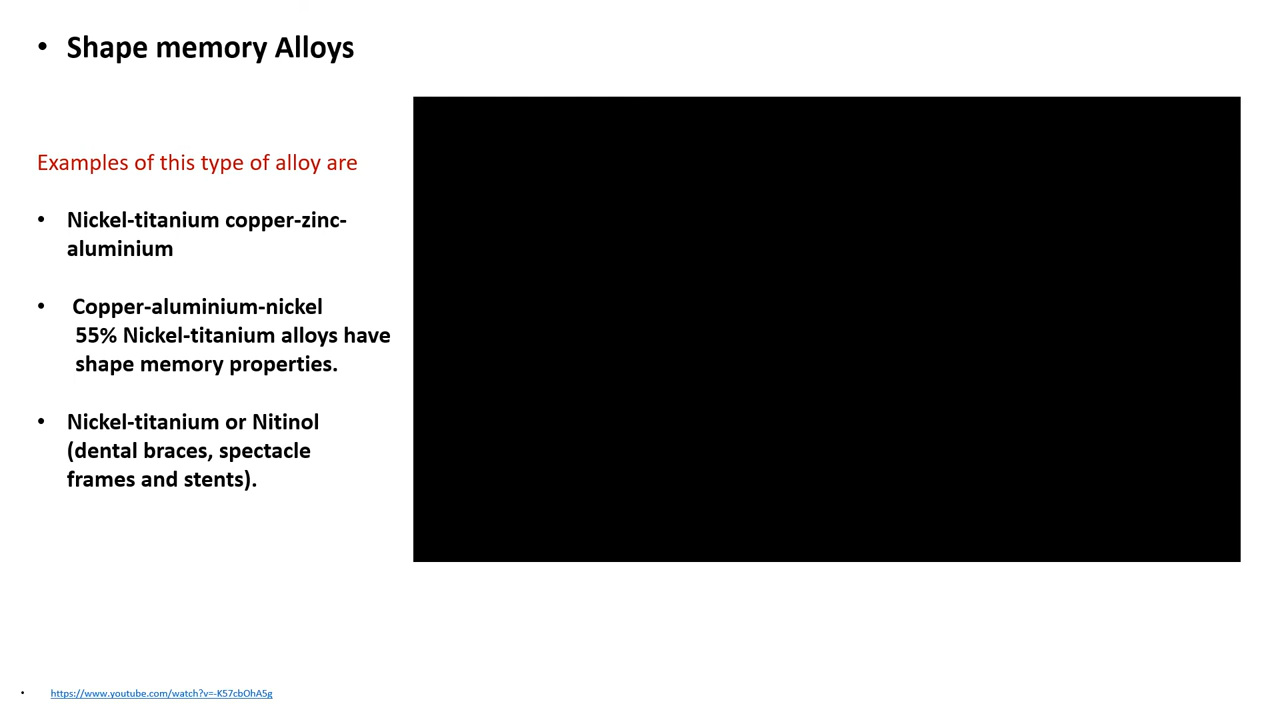 • Shape memory Alloys
Examples of this type of alloy are
• Nickel-titanium copper-zinc-
aluminium
• Copper-aluminium-nickel
55% Nickel-titanium alloys have
shape memory properties.
• Nickel-titanium or Nitinol
(dental braces, spectacle
frames and stents).
• https://www.youtube.com/watch?v=-K57cbOhA5g